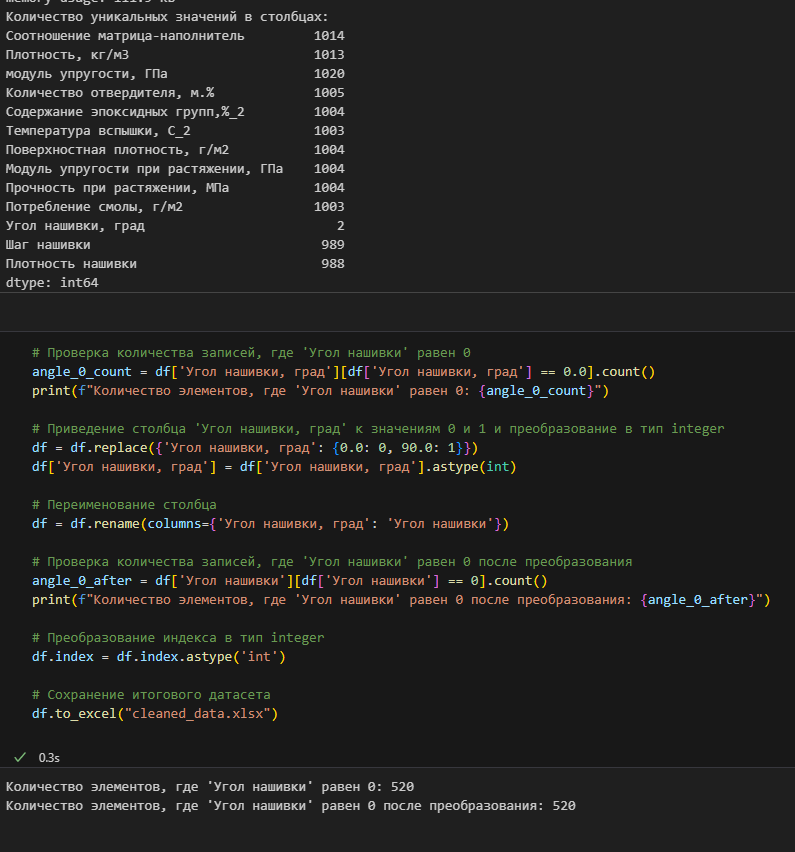 memory usage: 111.9 KB
Количество уникальных значений в столбцах:
Соотношение матрица-наполнитель 1014
Плотность, кг/м3 1013
модуль упругости, ГПа 1020
Количество отвердителя, м.% 1005
Содержание эпоксидных групп,%_2 1004
Температура вспышки, С_2 1003
Поверхностная плотность, г/м2 1004
Модуль упругости при растяжении, ГПа 1004
Прочность при растяжении, МПа 1004
Потребление смолы, г/м2 1003
Угол нашивки, град 2
Шаг нашивки 989
Плотность нашивки 988
dtype: int64
# Проверка количества записей, где 'Угол нашивки' равен 0
angle_0_count = df['Угол нашивки, град'][df['Угол нашивки, град'] == 0.0].count()
print(f"Количество элементов, где 'Угол нашивки' равен 0: {angle_0_count}")
# Приведение столбца 'Угол нашивки, град' к значениям 0 и 1 и преобразование в тип integer
df = df.replace({'Угол нашивки, град': {0.0: 0, 90.0: 1}})
df['Угол нашивки, град'] = df['Угол нашивки, град'].astype(int)
# Переименование столбца
df = df.rename(columns={'Угол нашивки, град': 'Угол нашивки'})
# Проверка количества записей, где 'Угол нашивки' равен 0 после преобразования
angle_0_after = df['Угол нашивки'][df['Угол нашивки'] == 0].count()
print(f"Количество элементов, где 'Угол нашивки' равен 0 после преобразования: {angle_0_after}")
# Преобразование индекса в тип integer
df.index = df.index.astype('int')
# Сохранение итогового датасета
df.to_excel("cleaned_data.xlsx")
0.3s
Количество элементов, где 'Угол нашивки' равен 0: 520
Количество элементов, где 'Угол нашивки' равен 0 после преобразования: 520